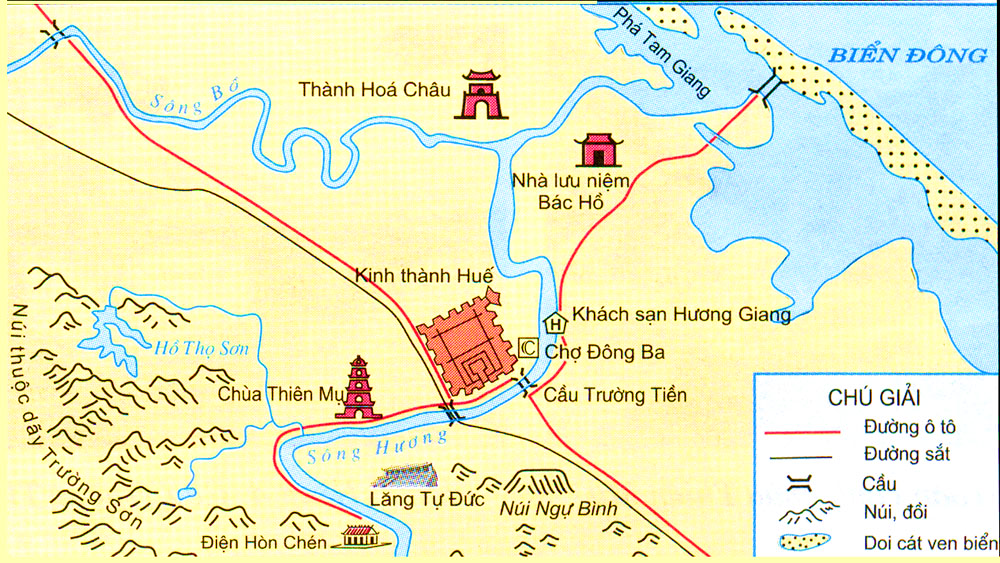 Phá Tam Giang
BIỂN ĐÔNG
Sông Bồ
Thành Hoá Châu
Nhà lưu niệm
Bác Hồ
Kinh thành Huế
H
Khách sạn Hương Giang
C
Chợ Đông Ba
Cầu Trường Tiền
Núi thuộc dãy Trường Sơn
Hồ Thọ Sơn
Chùa Thiên Mụ
Sông Hương
Lăng Tự Đức
Núi Ngự Bình
Điện Hòn Chén
CHÚ GIẢI
Đường ô tô
Đường sắt
Cầu
Núi, đồi
Doi cát ven biển